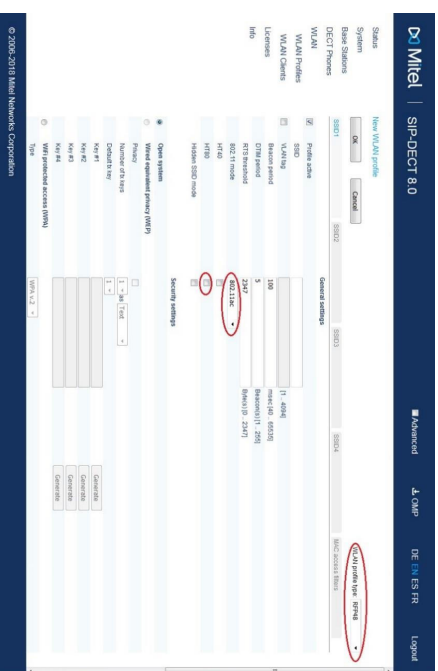 Mitel | SIP-DECT 8.0
Advanced
OMP
DE EN ES FR
Logout
Status
System
Base Stations
DECT Phones
WLAN
WLAN Profiles
WLAN Clients
Licenses
Info
New WLAN profile
OK
Cancel
WLAN profile type: RFP48
SSID1
SSID2
SSID3
SSID4
MAC access filters
General settings
Profile active
SSID
VLAN tag [1 .. 4094]
Beacon period 100 msec [40 .. 65535]
DTIM period 5 Beacon(s) [1 .. 255]
RTS threshold 2347 Byte(s) [0 .. 2347]
802.11 mode 802.11ac
HT40
HT80
Hidden SSID mode
Security settings
Open system
Wired equivalent privacy (WEP)
Privacy
Number of tx keys 1 as Text
Default tx key 1
Key #1 Generate
Key #2 Generate
Key #3 Generate
Key #4 Generate
WiFi protected access (WPA)
Type WPA v.2
© 2006-2018 Mitel Networks Corporation